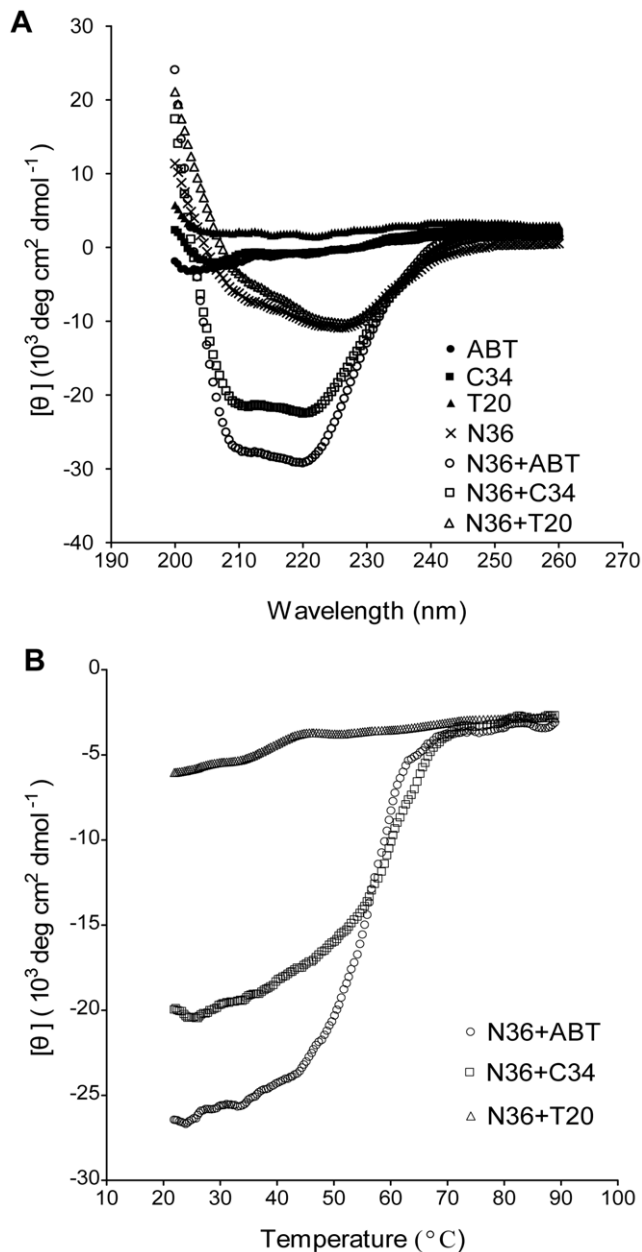 A
[θ] (10³ deg cm² dmol⁻¹)
30
20
10
0
-10
-20
-30
-40
ABT
C34
T20
N36
N36+ABT
N36+C34
N36+T20
190 200 210 220 230 240 250 260 270
Wavelength (nm)
B
[θ] (10³ deg cm² dmol⁻¹)
0
-5
-10
-15
-20
-25
-30
N36+ABT
N36+C34
N36+T20
10 20 30 40 50 60 70 80 90 100
Temperature (°C)